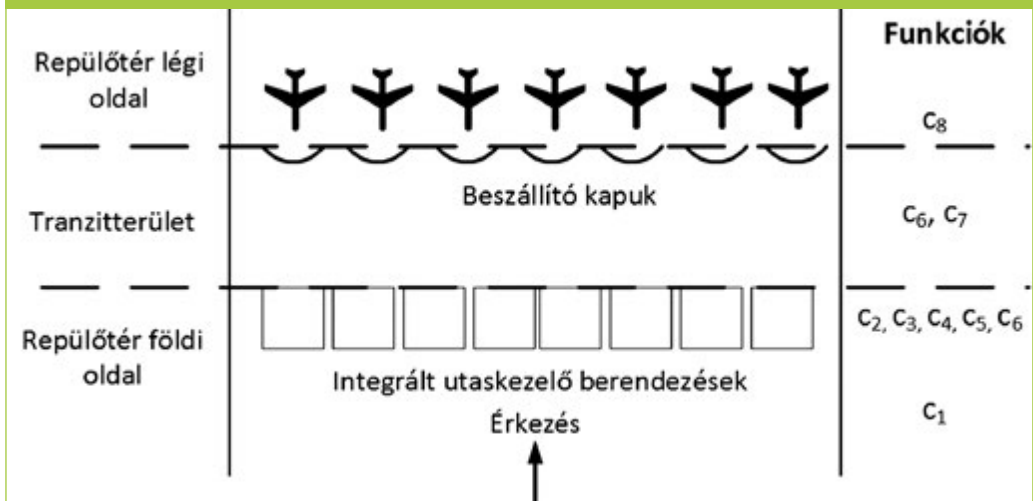 Funkciók
Repülőtér légi
oldal
c₈
Beszállító kapuk
Tranzitterület
c₆, c₇
c₂, c₃, c₄, c₅, c₆
Repülőtér földi
oldal
Integrált utaskezelő berendezések
c₁
Érkezés